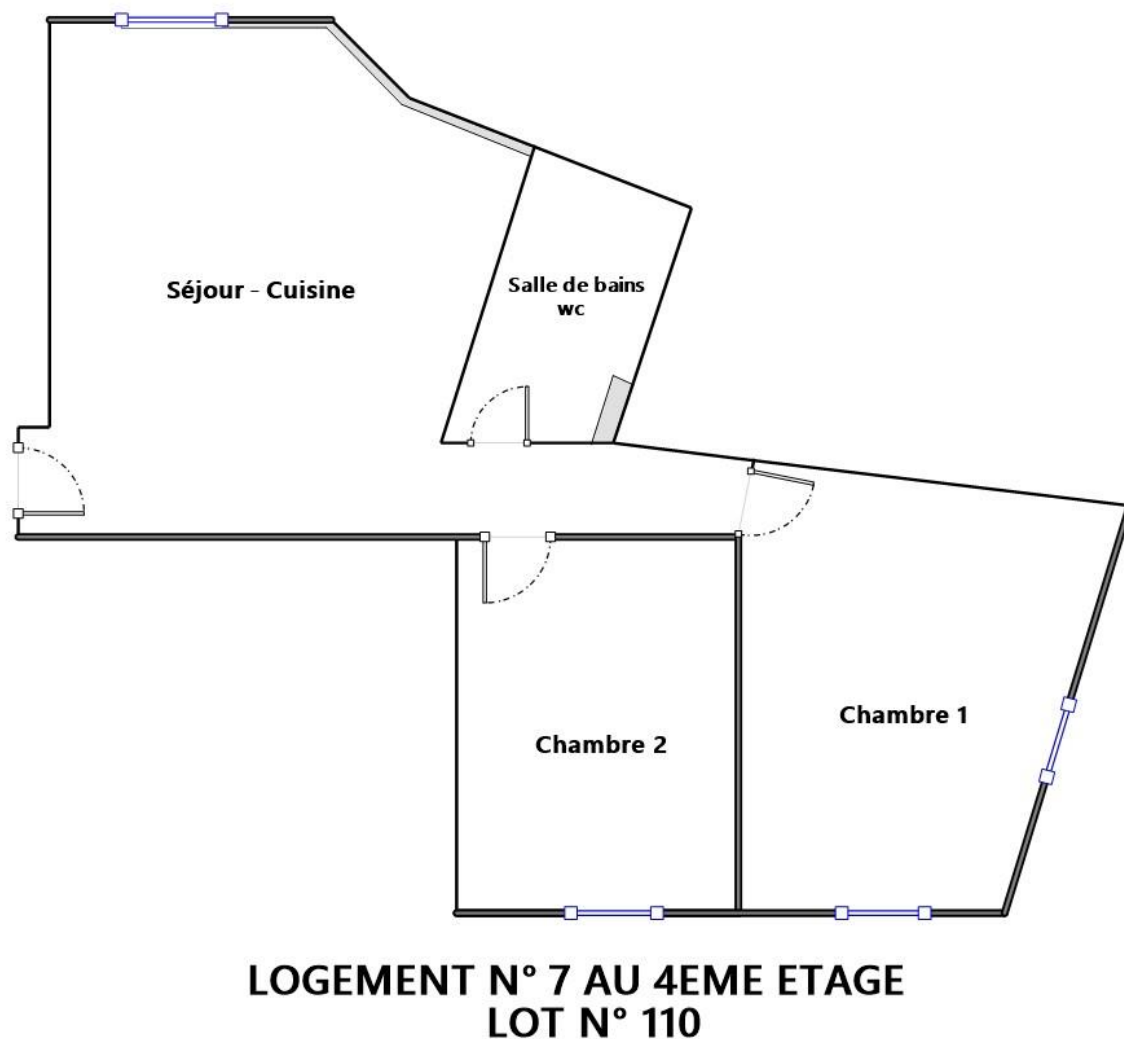 Séjour - Cuisine
Salle de bains
wc
Chambre 1
Chambre 2
LOGEMENT N° 7 AU 4EME ETAGE
LOT N° 110